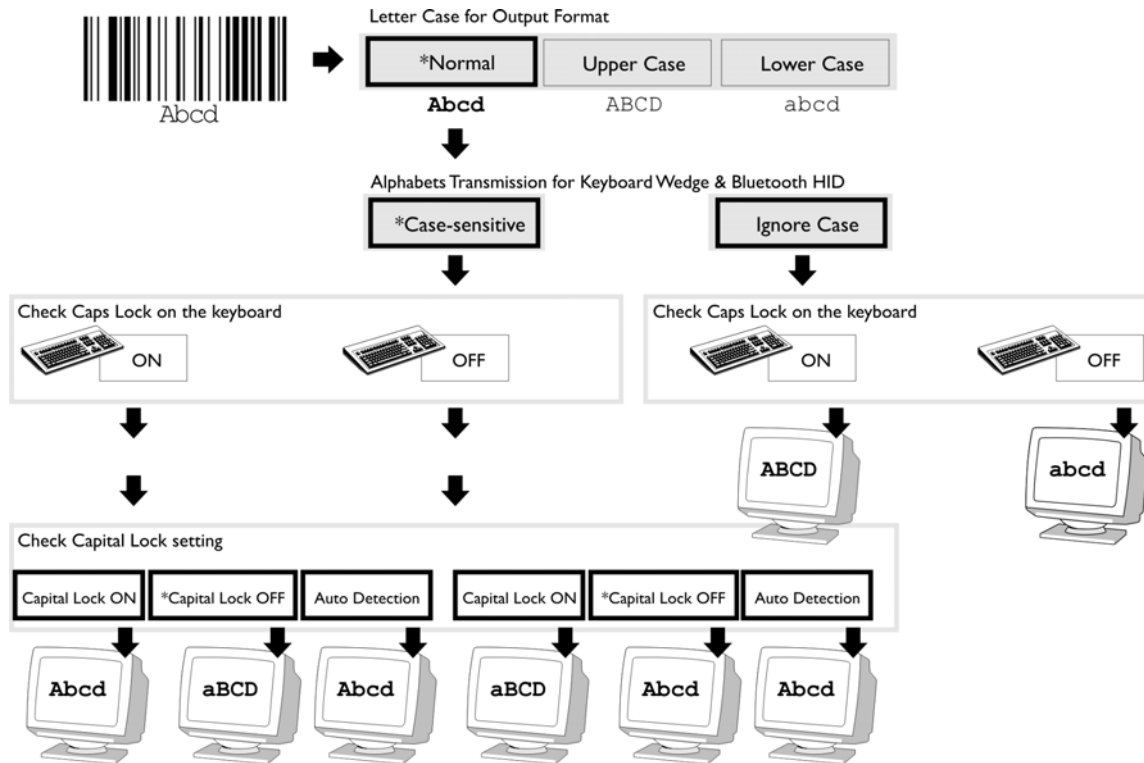 Letter Case for Output Format
Abcd
*Normal
Upper Case
Lower Case
Abcd
ABCD
abcd
Alphabets Transmission for Keyboard Wedge & Bluetooth HID
*Case-sensitive
Ignore Case
Check Caps Lock on the keyboard
ON
OFF
Check Caps Lock on the keyboard
ON
OFF
ABCD
abcd
Check Capital Lock setting
Capital Lock ON
*Capital Lock OFF
Auto Detection
Capital Lock ON
*Capital Lock OFF
Auto Detection
Abcd
aBCD
Abcd
aBCD
Abcd
Abcd